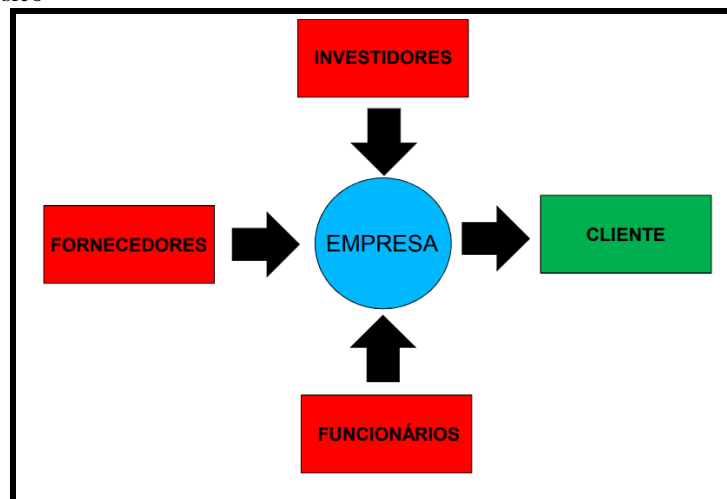 INVESTIDORES
FORNECEDORES
EMPRESA
CLIENTE
FUNCIONÁRIOS